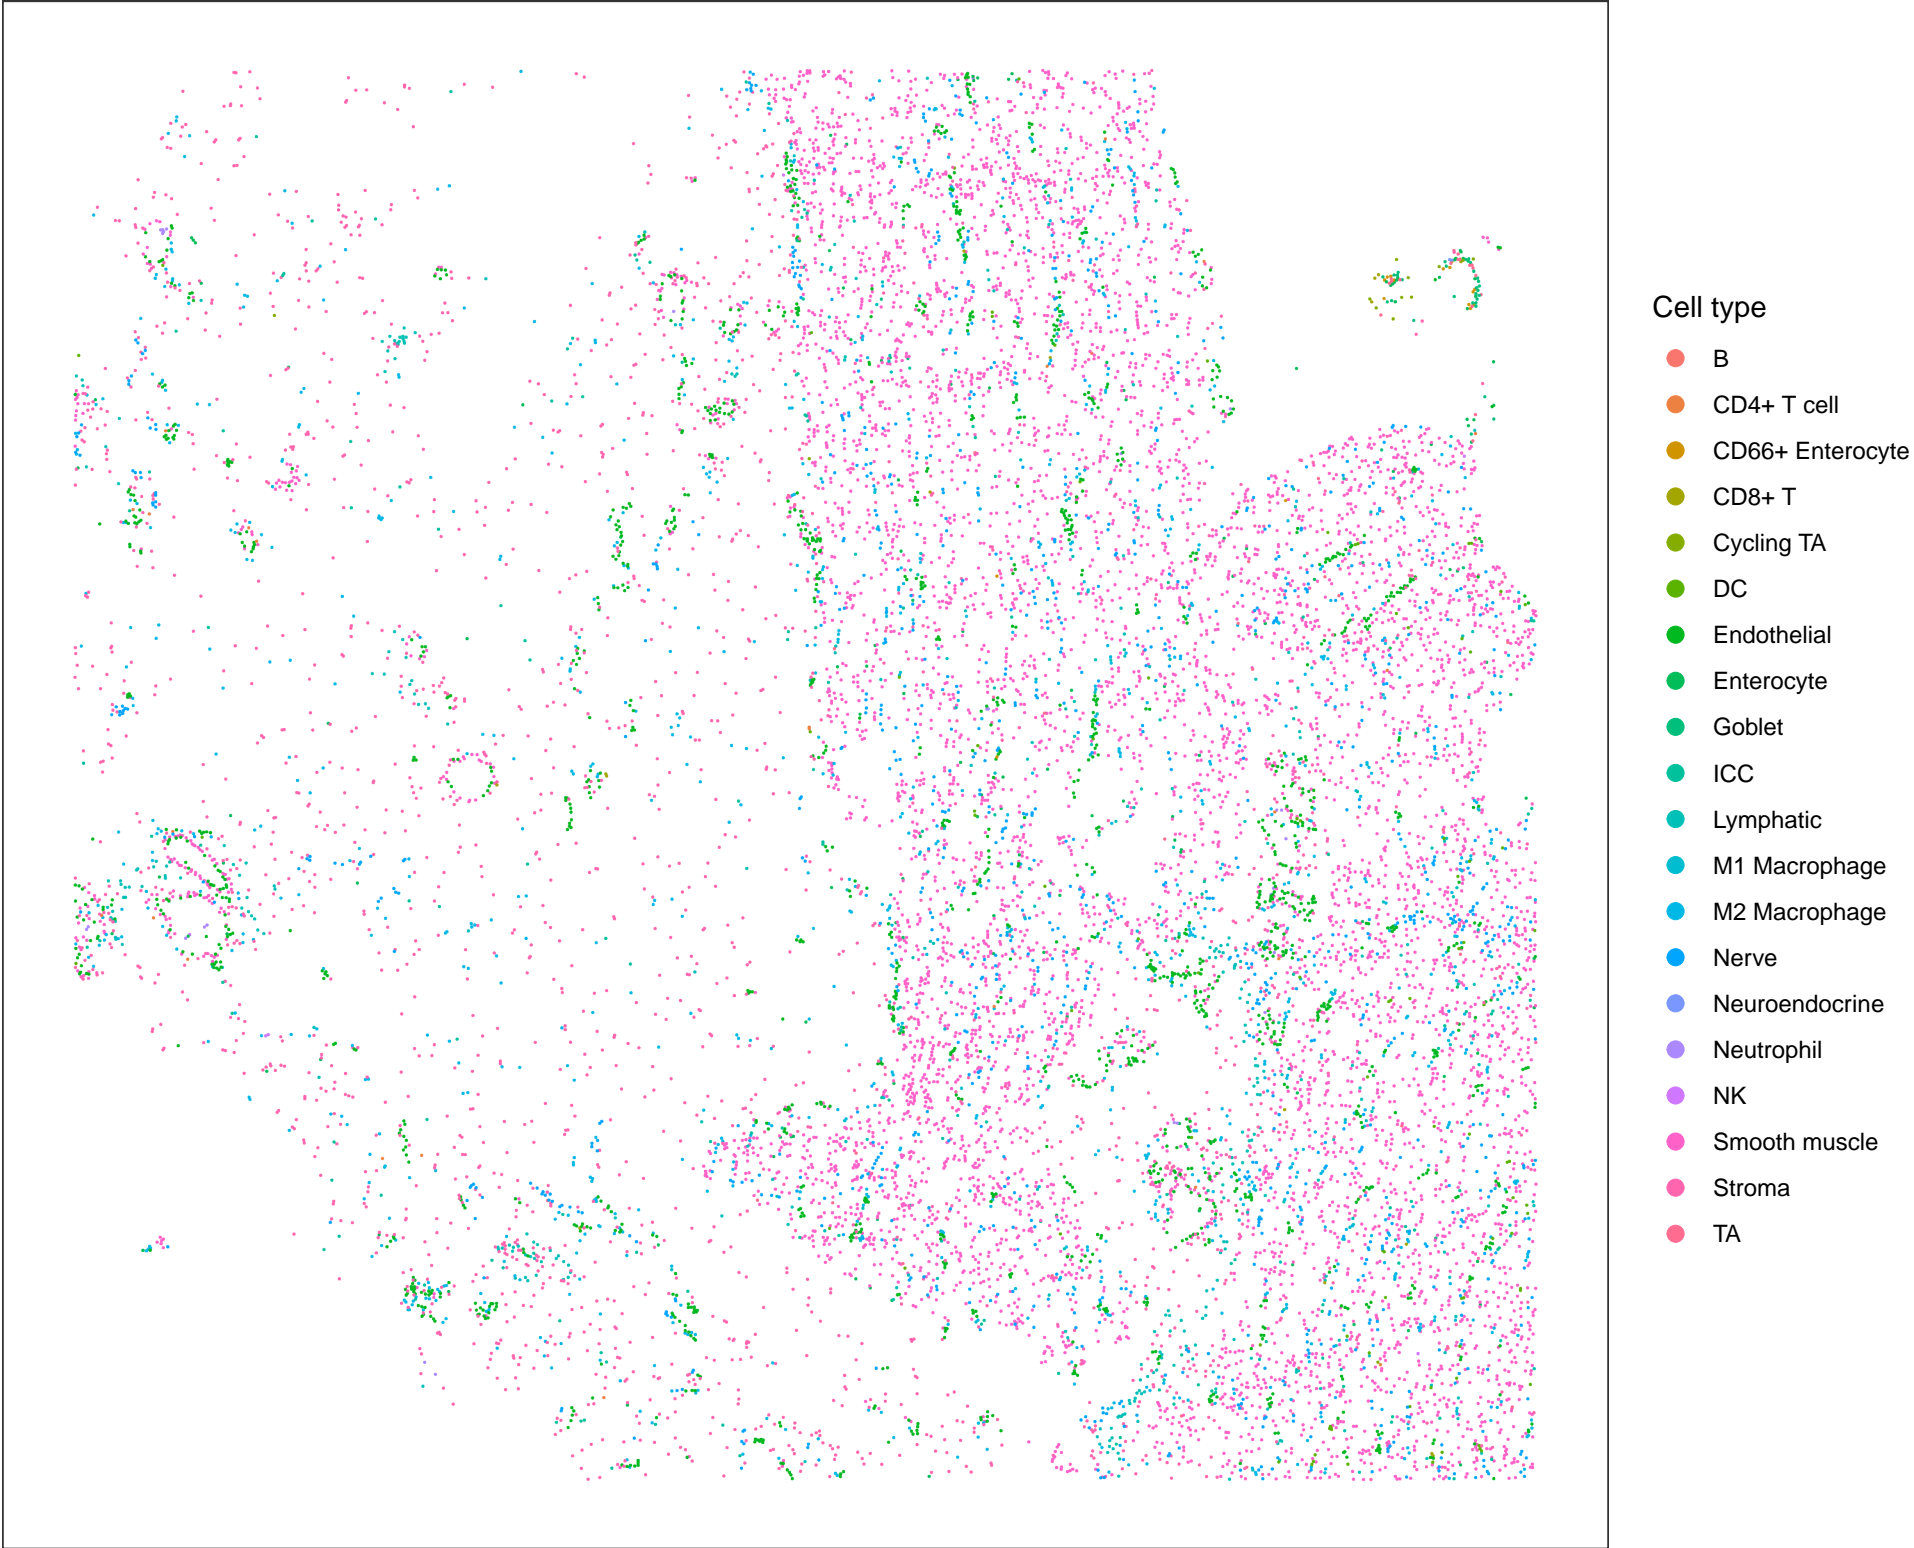 Cell type
B
CD4+ T cell
CD66+ Enterocyte
CD8+ T
Cycling TA
DC
Endothelial
Enterocyte
Goblet
ICC
Lymphatic
M1 Macrophage
M2 Macrophage
Nerve
Neuroendocrine
Neutrophil
NK
Smooth muscle
Stroma
TA